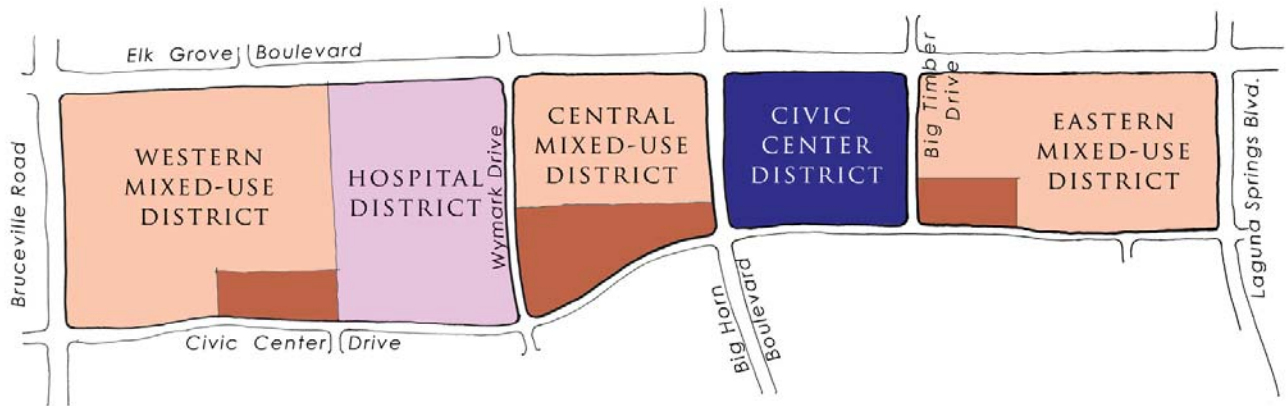 Elk Grove Boulevard
Bruceville Road
WESTERN
MIXED-USE
DISTRICT
HOSPITAL
DISTRICT
Wymark Drive
CENTRAL
MIXED-USE
DISTRICT
CIVIC
CENTER
DISTRICT
Big Timber
Drive
EASTERN
MIXED-USE
DISTRICT
Laguna Springs Blvd.
Civic Center Drive
Big Horn
Boulevard